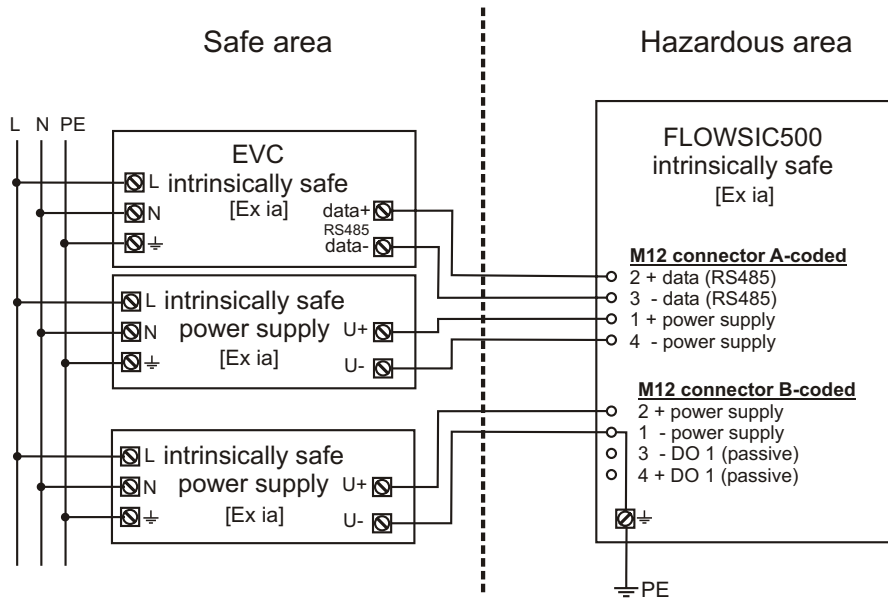 Safe area
Hazardous area
L N PE
EVC
intrinsically safe
[Ex ia]
L
N
data+
RS485
data-
intrinsically safe
power supply
[Ex ia]
L
N
U+
U-
intrinsically safe
power supply
[Ex ia]
L
N
U+
U-
FLOWSIC500
intrinsically safe
[Ex ia]
M12 connector A-coded
2 + data (RS485)
3 - data (RS485)
1 + power supply
4 - power supply
M12 connector B-coded
2 + power supply
1 - power supply
3 - DO 1 (passive)
4 + DO 1 (passive)
PE